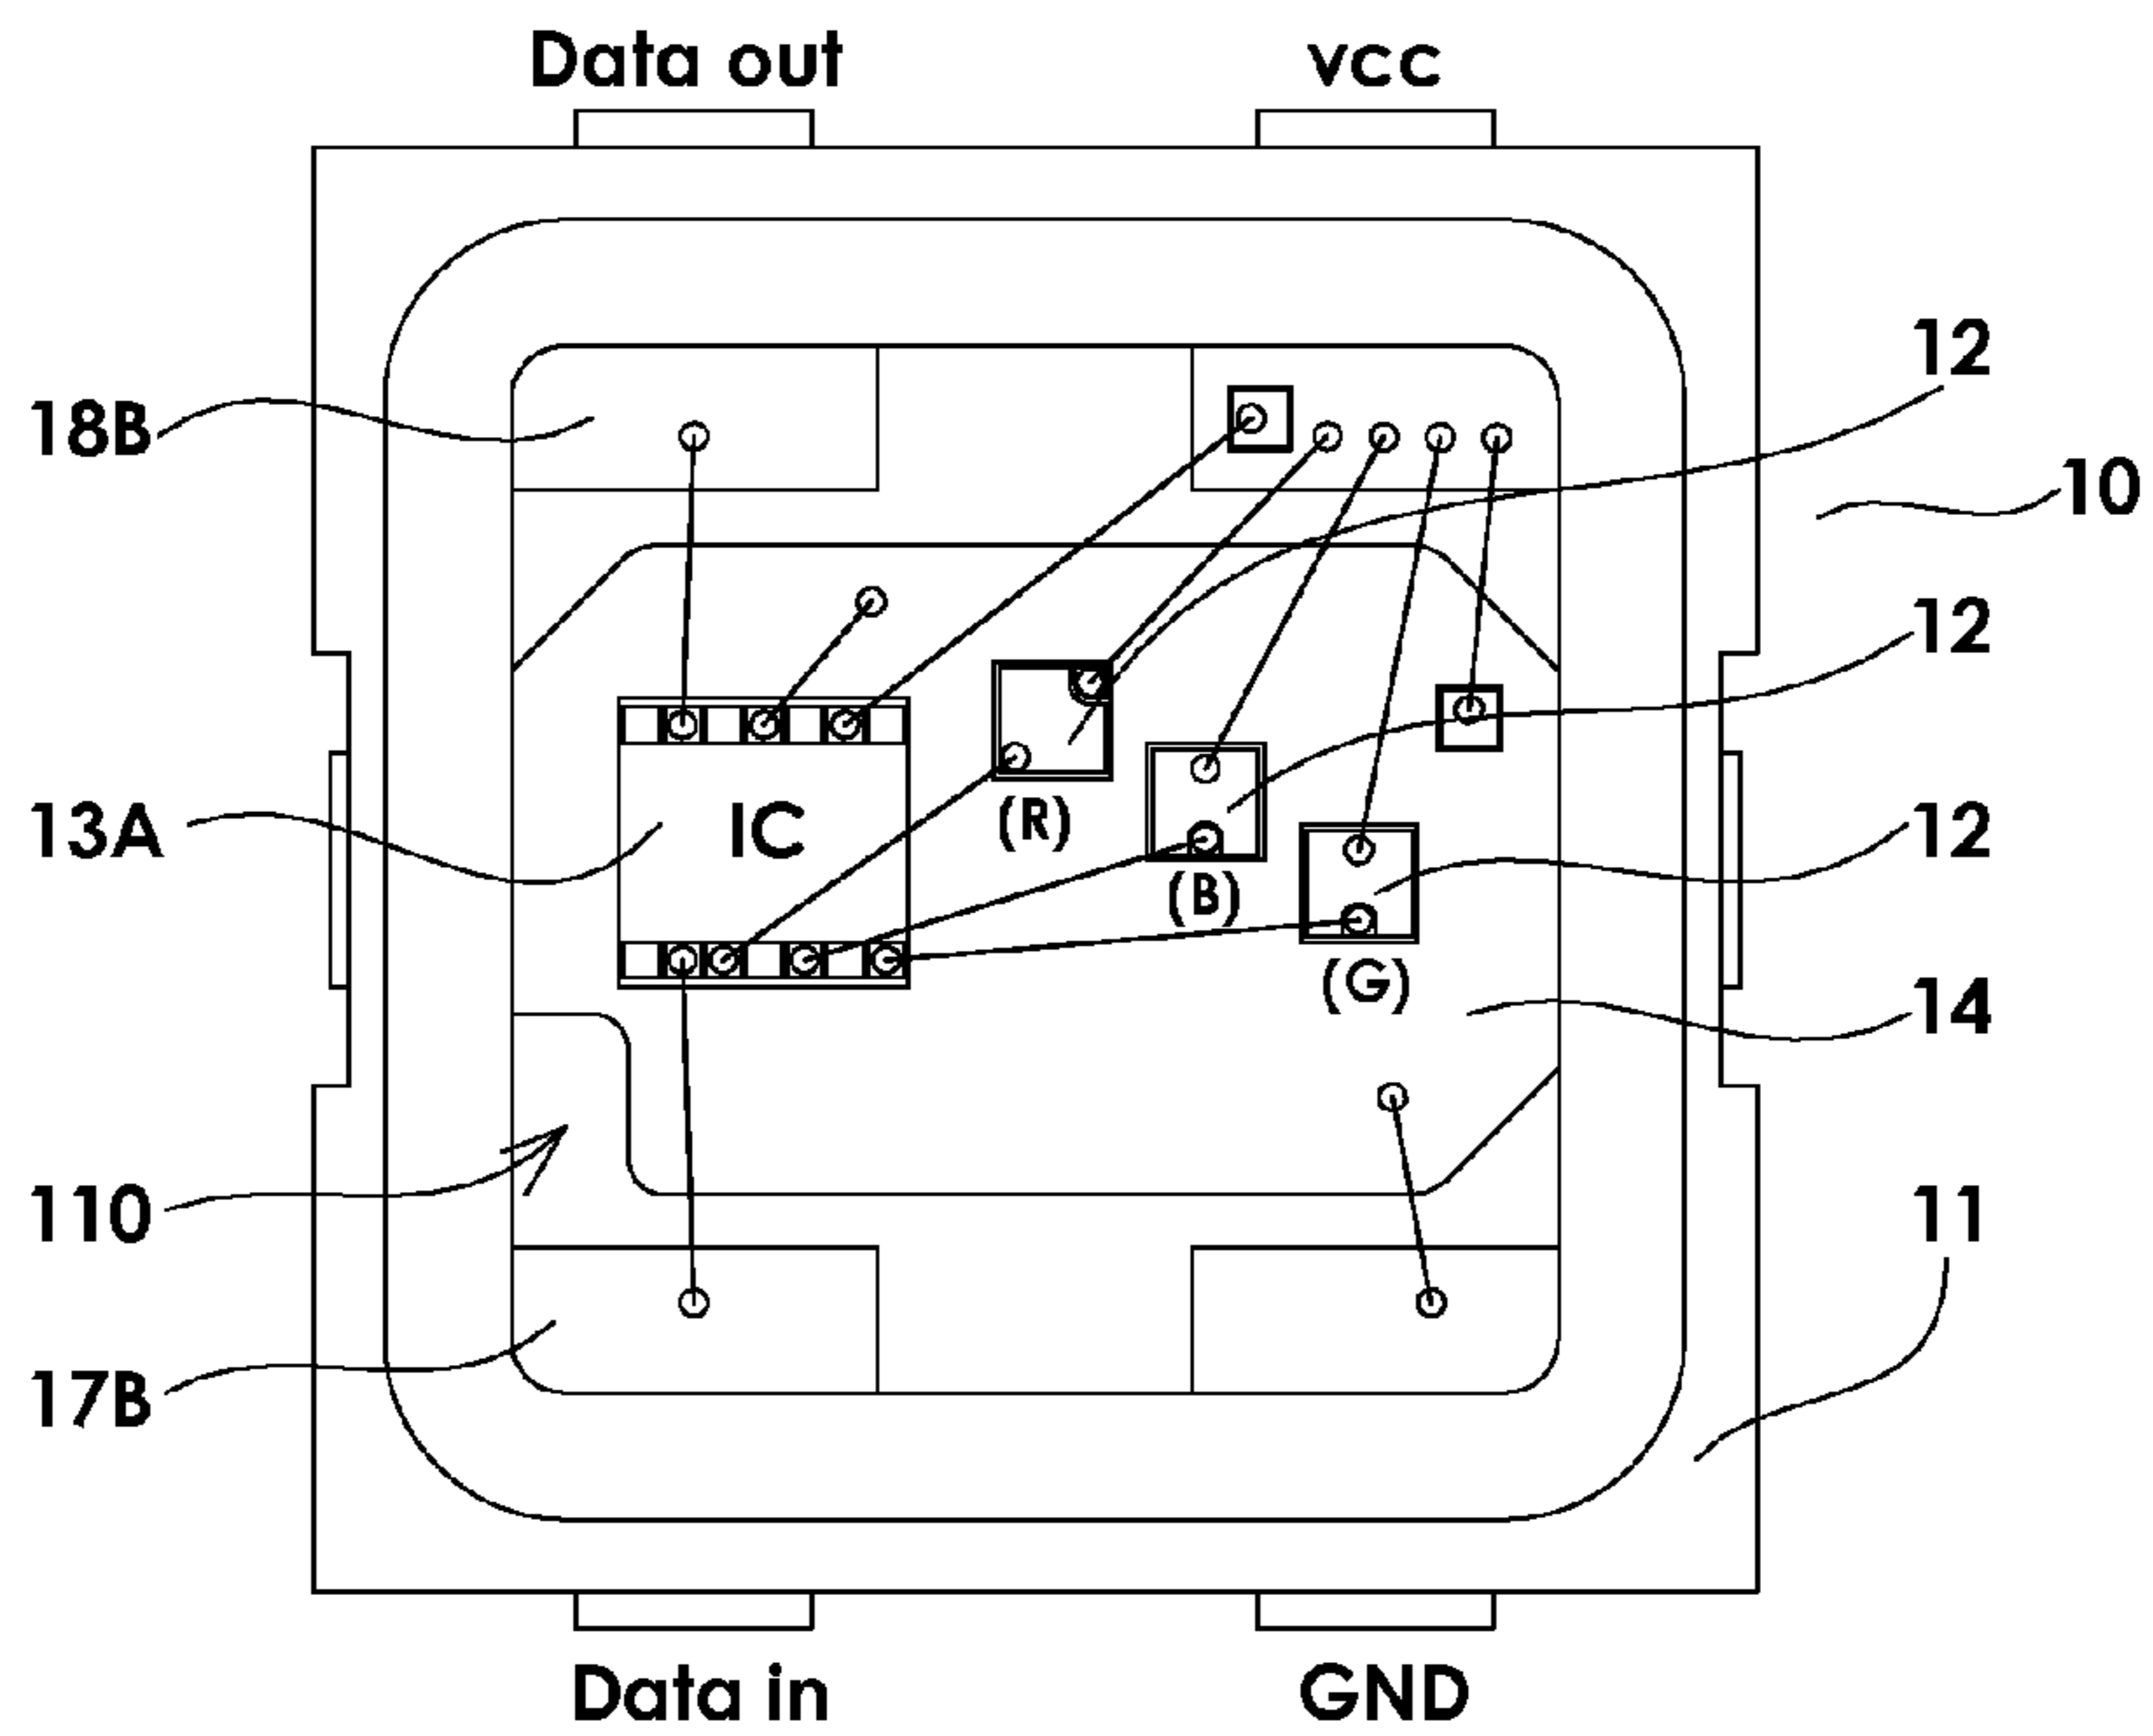 Data out vcc
12
10
18B
12
13A IC (R) 12
(B)
(G) 14
110 11
17B
Data in GND